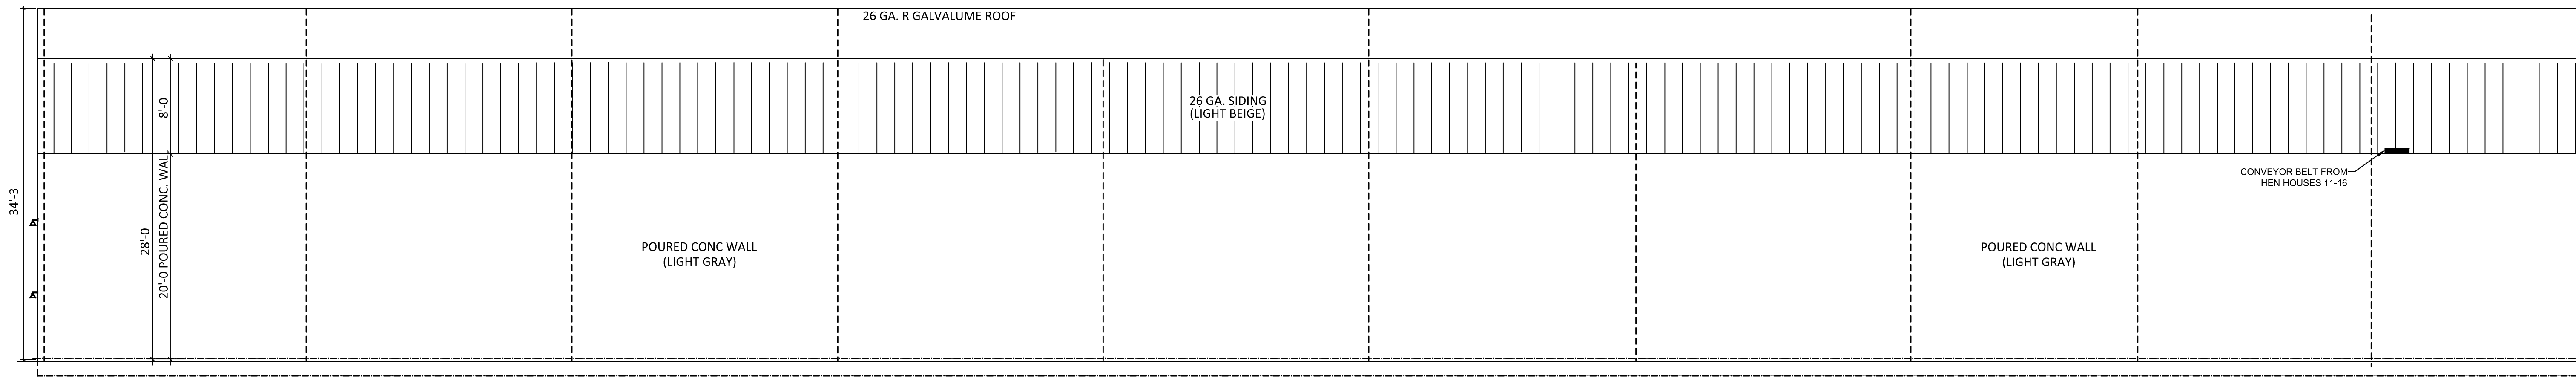 26 GA. R GALVALUME ROOF
8'-0
26 GA. SIDING
(LIGHT BEIGE)
CONVEYOR BELT FROM
HEN HOUSES 11-16
34'-3
28'-0
20'-0 POURED CONC. WALL
POURED CONC WALL
(LIGHT GRAY)
POURED CONC WALL
(LIGHT GRAY)